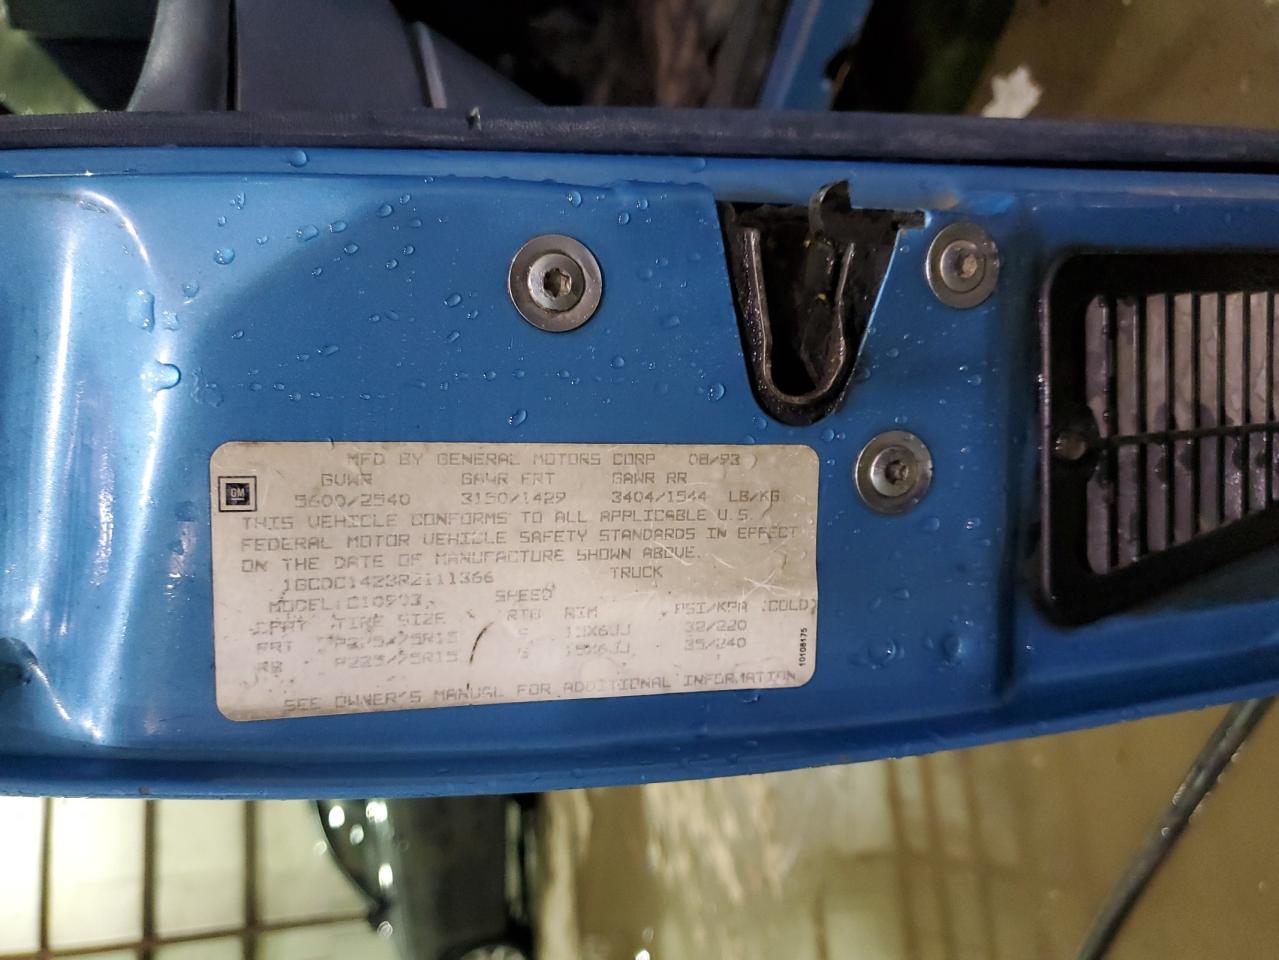 MFD BY GENERAL MOTORS CORP 08/93
GVWR GAWR FRT GAWR RR
GM
5600/2540 3150/1429 3404/1544 LB/KG
THIS VEHICLE CONFORMS TO ALL APPLICABLE U.S.
FEDERAL MOTOR VEHICLE SAFETY STANDARDS IN EFFECT
ON THE DATE OF MANUFACTURE SHOWN ABOVE.
TRUCK
MODEL: C10903 SPEED
TIRE SIZE RTG RIM PSI/KPA (COLD)
FRT P225/75R15 S 15X6JJ 32/220
RR P225/75R15 S 15X6JJ 35/240
SEE OWNER'S MANUAL FOR ADDITIONAL INFORMATION
10108175